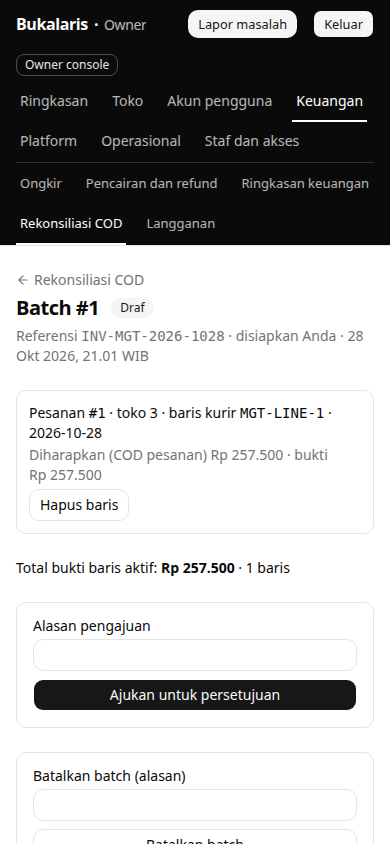 Bukalaris · Owner Lapor masalah Keluar
Owner console
Ringkasan Toko Akun pengguna Keuangan
Platform Operasional Staf dan akses
Ongkir Pencairan dan refund Ringkasan keuangan
Rekonsiliasi COD Langganan
← Rekonsiliasi COD
Batch #1 Draf
Referensi INV-MGT-2026-1028 · disiapkan Anda · 28
Okt 2026, 21.01 WIB
Pesanan #1 · toko 3 · baris kurir MGT-LINE-1 ·
2026-10-28
Diharapkan (COD pesanan) Rp 257.500 · bukti
Rp 257.500
Hapus baris
Total bukti baris aktif: Rp 257.500 · 1 baris
Alasan pengajuan
Ajukan untuk persetujuan
Batalkan batch (alasan)
Batalkan batch